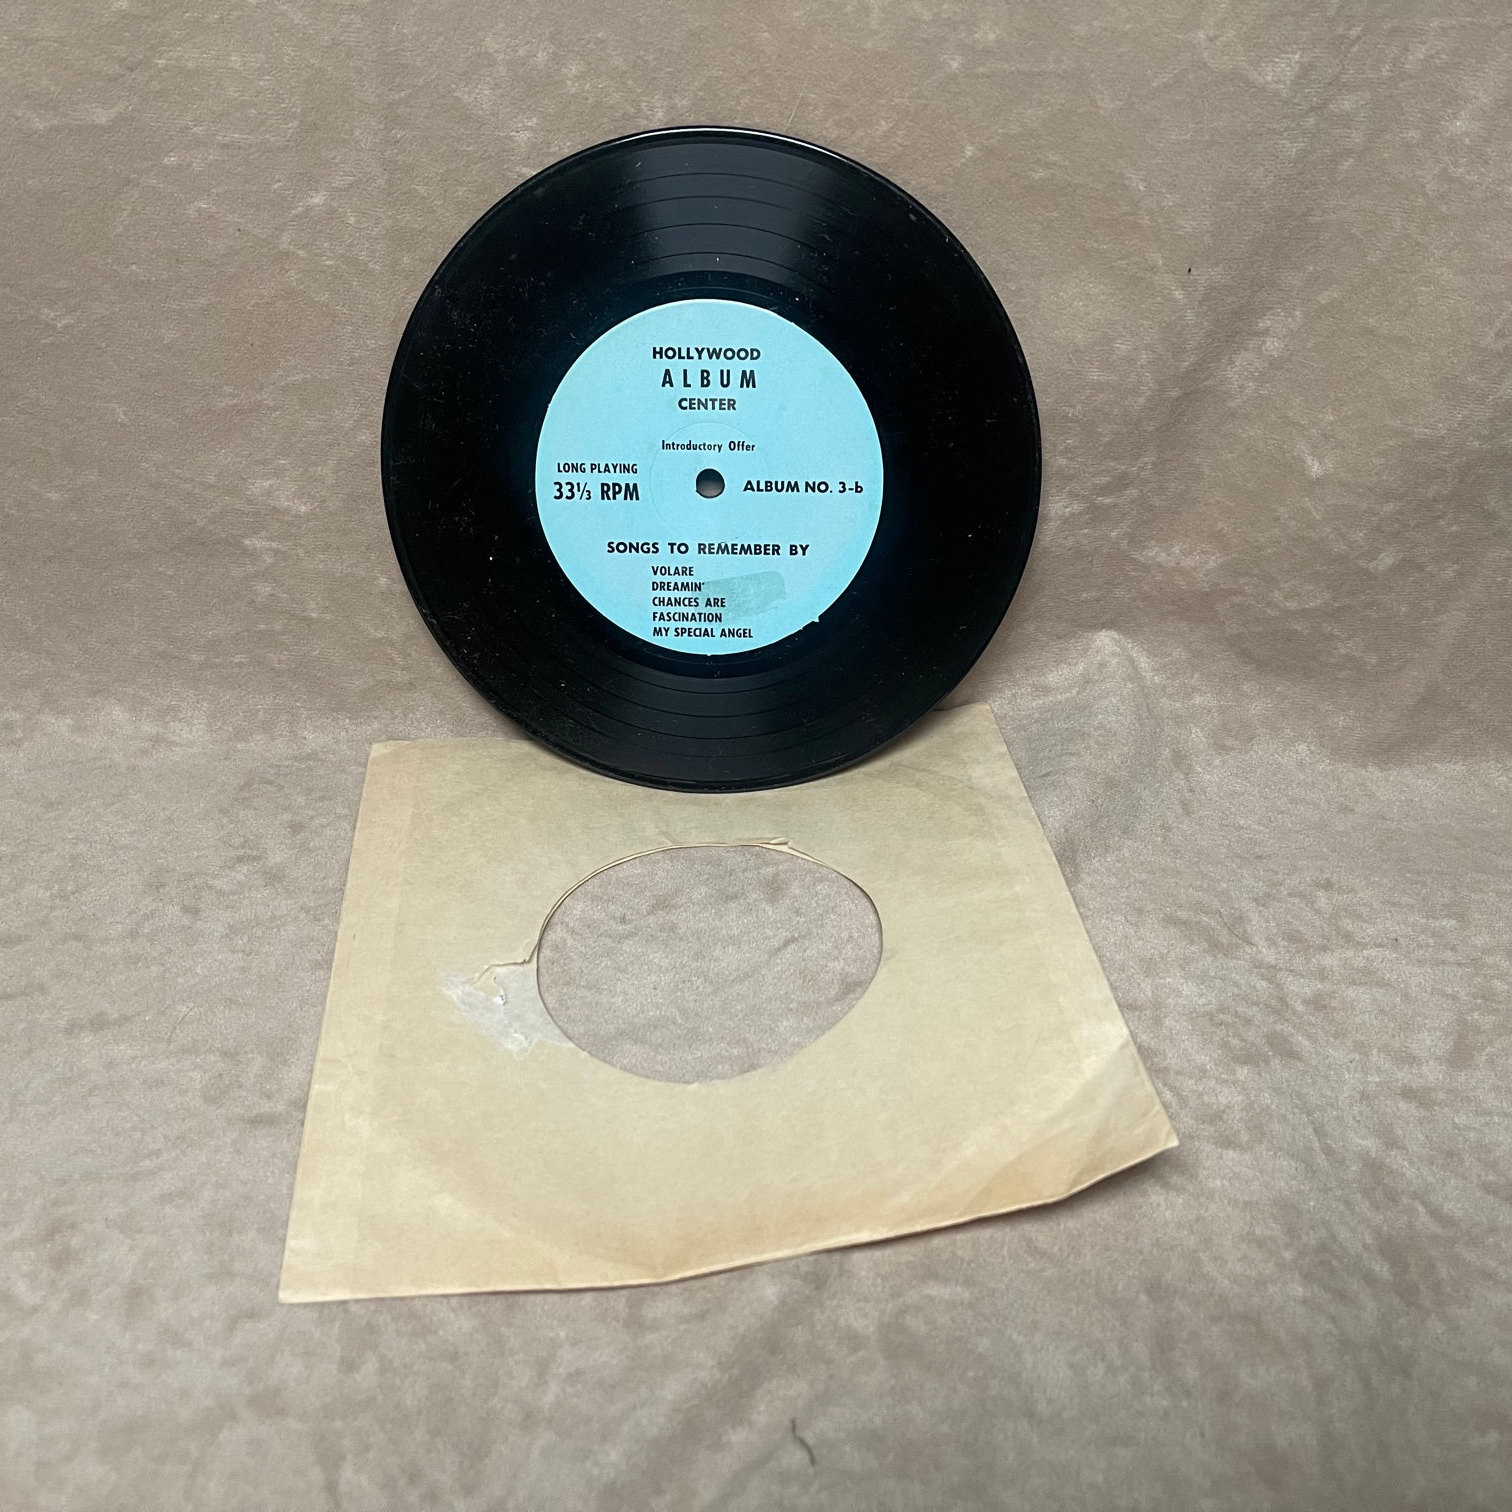 HOLLYWOOD
ALBUM
CENTER
Introductory Offer
LONG PLAYING
33⅓ RPM
ALBUM NO. 3-b
SONGS TO REMEMBER BY
VOLARE
DREAMIN'
CHANCES ARE
FASCINATION
MY SPECIAL ANGEL